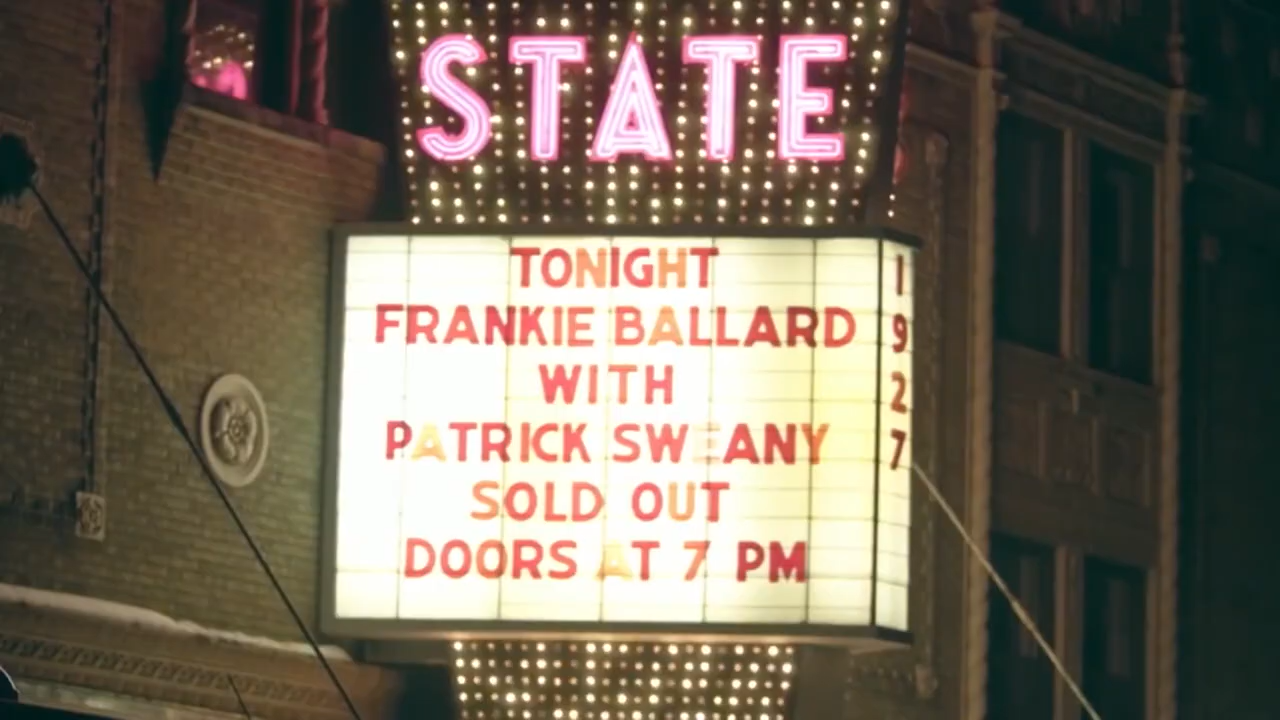 STATE
TONIGHT
FRANKIE BALLARD
WITH
PATRICK SWEANY
SOLD OUT
DOORS AT 7 PM
1927